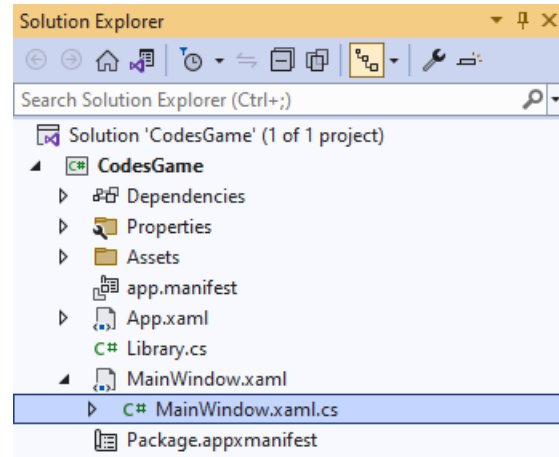 Solution Explorer
Search Solution Explorer (Ctrl+;)
Solution 'CodesGame' (1 of 1 project)
C# CodesGame
Dependencies
Properties
Assets
app.manifest
App.xaml
C# Library.cs
MainWindow.xaml
C# MainWindow.xaml.cs
Package.appxmanifest